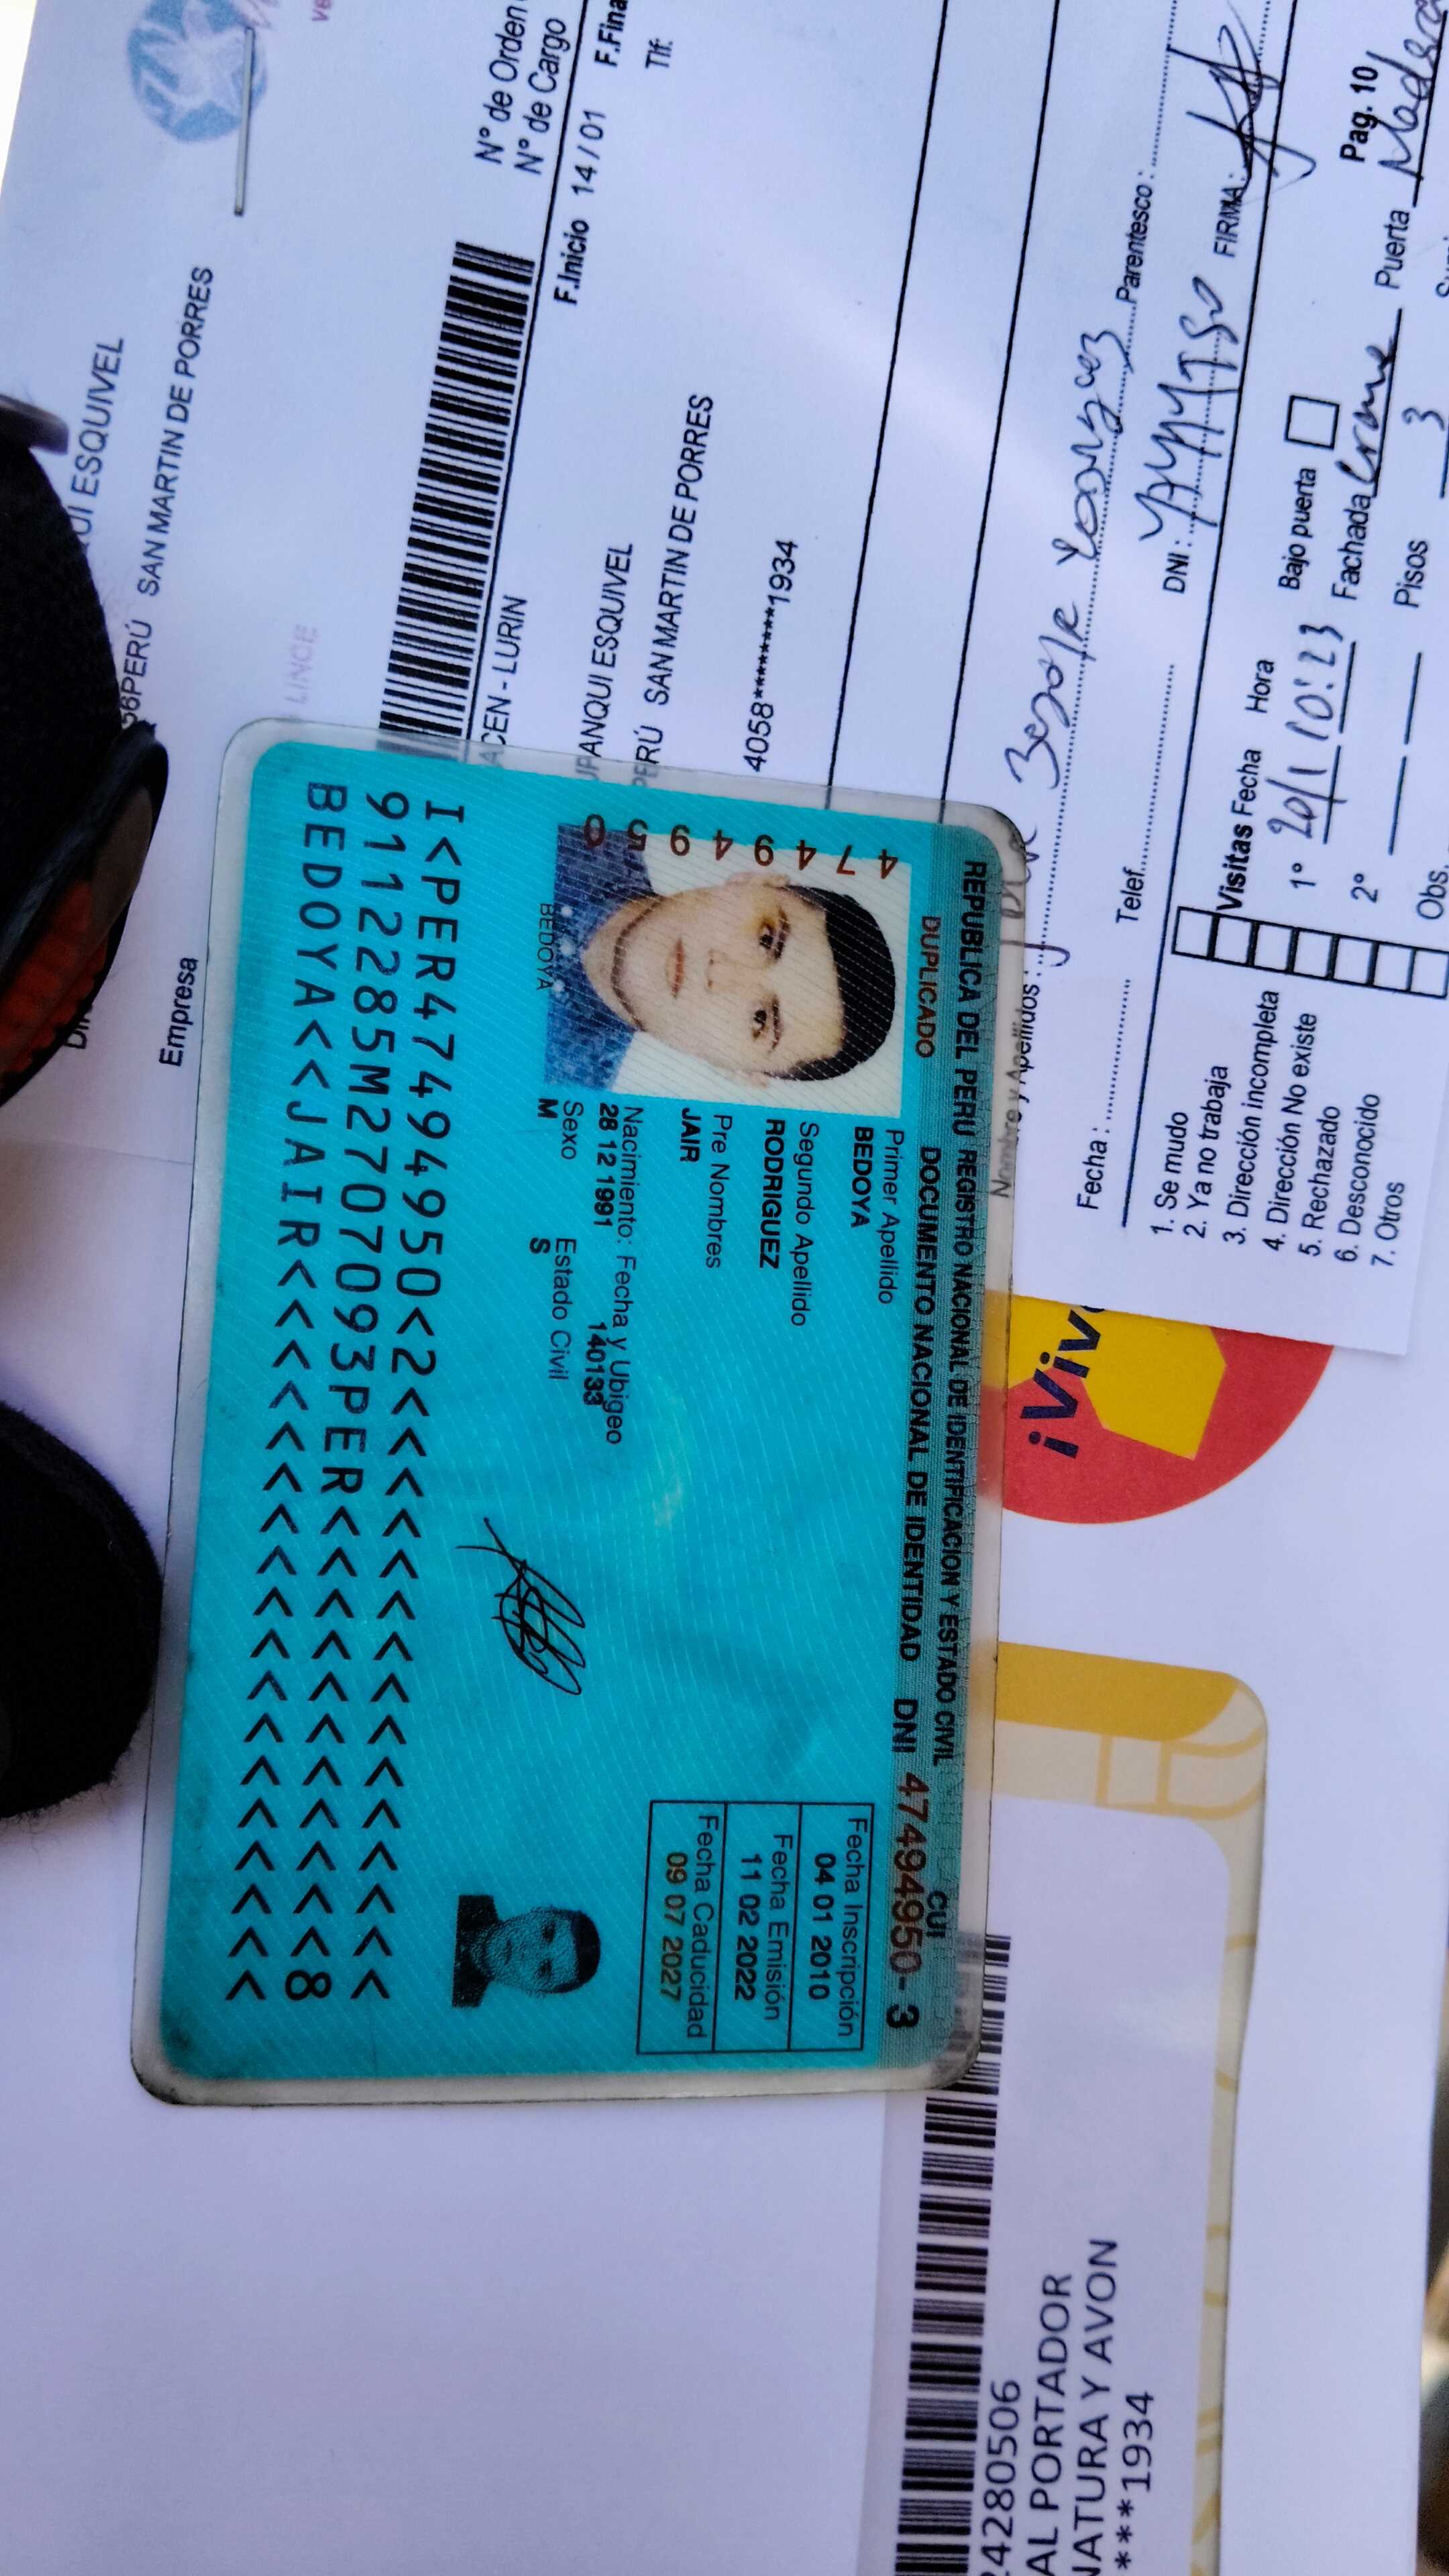 REPUBLICA DEL PERU REGISTRO NACIONAL DE IDENTIFICACION Y ESTADO CIVIL
CUI
DUPLICADO DOCUMENTO NACIONAL DE IDENTIDAD DNI 47494950-3
Primer Apellido
BEDOYA
Segundo Apellido
RODRIGUEZ
Pre Nombres
JAIR
Nacimiento: Fecha y Ubigeo
28 12 1991 140133
Sexo Estado Civil
M S
Fecha Inscripción
04 01 2010
Fecha Emisión
11 02 2022
Fecha Caducidad
09 07 2027
47494950
BEDOYA
I<PER47494950<2<<<<<<<<<<<<<<<
9112285M2707093PER<<<<<<<<<<<8
BEDOYA<<JAIR<<<<<<<<<<<<<<<<<<
UI ESQUIVEL
56PERÚ SAN MARTIN DE PORRES
Empresa
LINCE
N° de Orden
N° de Cargo
F.Inicio 14/01 F.Fina
Tlf:
ACEN - LURIN
UPANQUI ESQUIVEL
PERÚ SAN MARTIN DE PORRES
4058********1934
Nombre y Apellidos: Parentesco:
Fecha: Telef. DNI: FIRMA:
1. Se mudo
2. Ya no trabaja
3. Dirección incompleta
4. Dirección No existe
5. Rechazado
6. Desconocido
7. Otros
Visitas Fecha Hora Bajo puerta
1° 20/1 10:23 Fachada Pag. 10
2° Pisos 3 Puerta
Obs.
¡Viv
24280506
AL PORTADOR
NATURA Y AVON
****1934